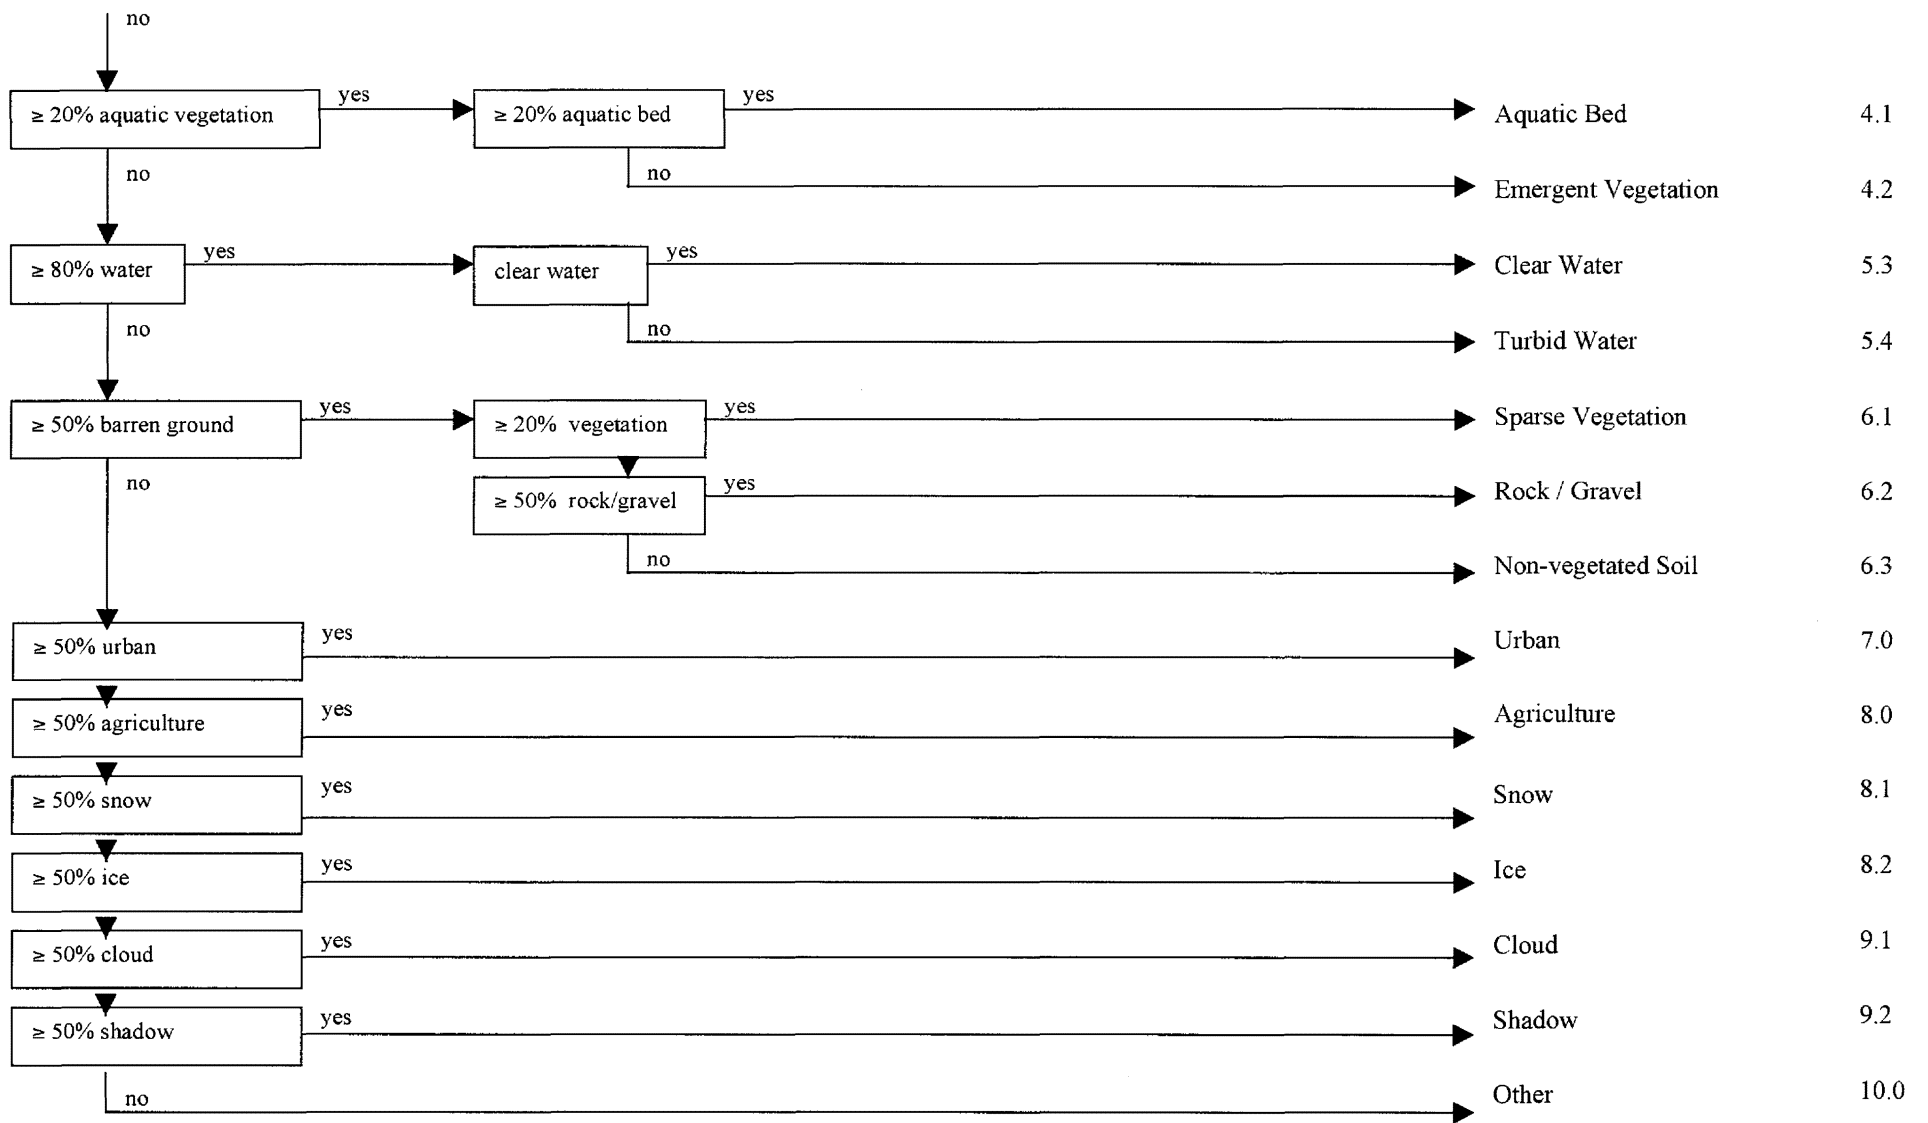 no
≥ 20% aquatic vegetation yes ≥ 20% aquatic bed yes Aquatic Bed 4.1
no no Emergent Vegetation 4.2
≥ 80% water yes clear water yes Clear Water 5.3
no no Turbid Water 5.4
≥ 50% barren ground yes ≥ 20% vegetation yes Sparse Vegetation 6.1
no ≥ 50% rock/gravel yes Rock / Gravel 6.2
no Non-vegetated Soil 6.3
≥ 50% urban yes Urban 7.0
≥ 50% agriculture yes Agriculture 8.0
≥ 50% snow yes Snow 8.1
≥ 50% ice yes Ice 8.2
≥ 50% cloud yes Cloud 9.1
≥ 50% shadow yes Shadow 9.2
no Other 10.0